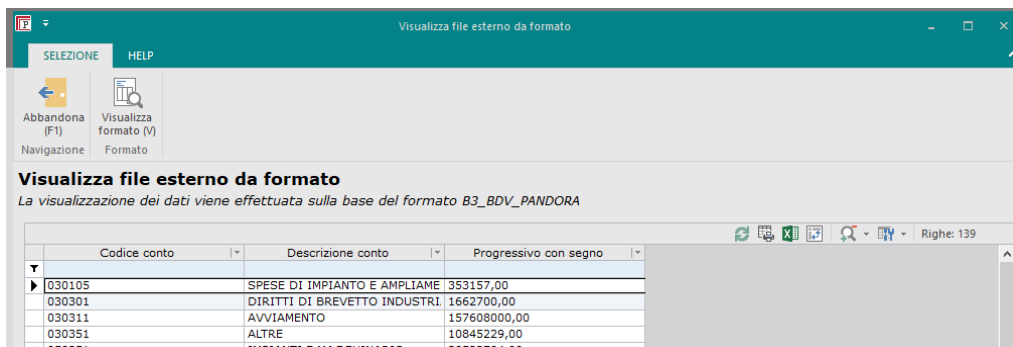 Visualizza file esterno da formato
SELEZIONE HELP
Abbandona (F1)
Visualizza formato (V)
Navigazione Formato
Visualizza file esterno da formato
La visualizzazione dei dati viene effettuata sulla base del formato B3_BDV_PANDORA
Righe: 139
Codice conto Descrizione conto Progressivo con segno
030105 SPESE DI IMPIANTO E AMPLIAME 353157,00
030301 DIRITTI DI BREVETTO INDUSTRI. 1662700,00
030311 AVVIAMENTO 157608000,00
030351 ALTRE 10845229,00